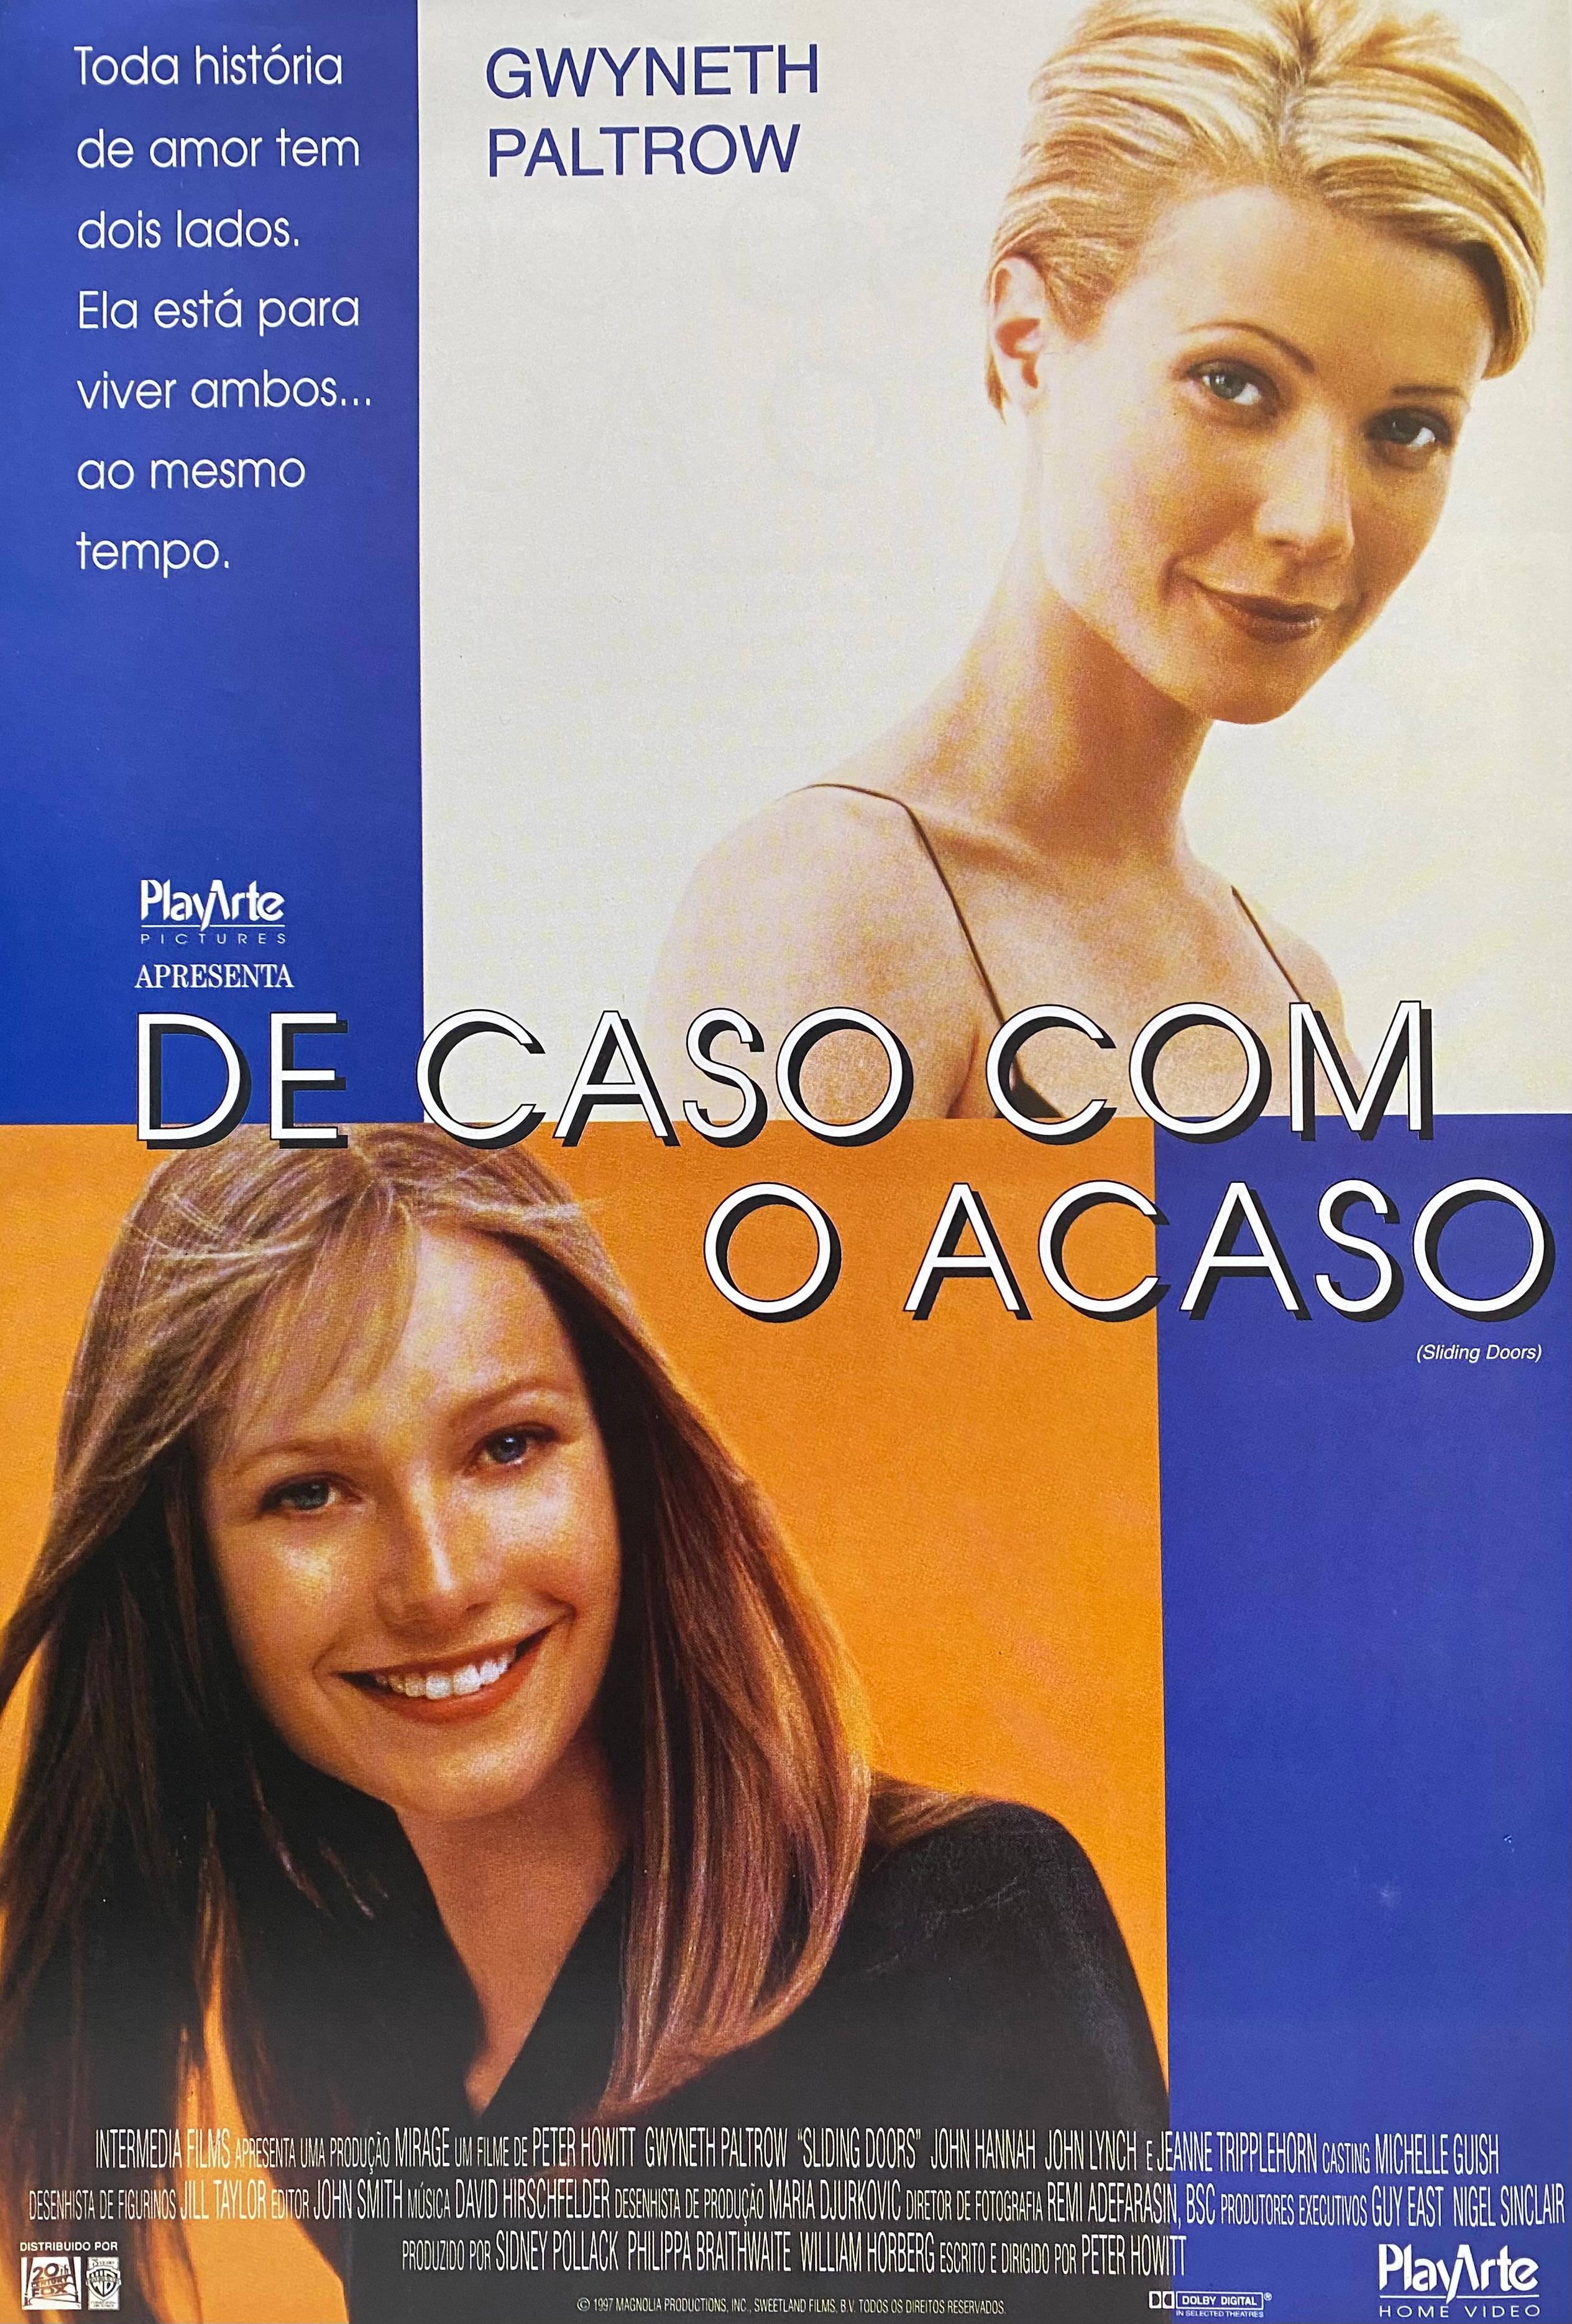 Toda história
de amor tem
dois lados.
Ela está para
viver ambos...
ao mesmo
tempo.
GWYNETH
PALTROW
PlayArte
PICTURES
APRESENTA
DE CASO COM
O ACASO
(Sliding Doors)
INTERMEDIA FILMS APRESENTA UMA PRODUÇÃO MIRAGE UM FILME DE PETER HOWITT GWYNETH PALTROW "SLIDING DOORS" JOHN HANNAH JOHN LYNCH E JEANNE TRIPPLEHORN CASTING MICHELLE GUISH
DESENHISTA DE FIGURINOS JILL TAYLOR EDITOR JOHN SMITH MÚSICA DAVID HIRSCHFELDER DESENHISTA DE PRODUÇÃO MARIA DJURKOVIC DIRETOR DE FOTOGRAFIA REMI ADEFARASIN, BSC PRODUTORES EXECUTIVOS GUY EAST NIGEL SINCLAIR
PRODUZIDO POR SIDNEY POLLACK PHILIPPA BRAITHWAITE WILLIAM HORBERG ESCRITO E DIRIGIDO POR PETER HOWITT
DISTRIBUIDO POR
20th
CENTURY
FOX
© 1997 MAGNOLIA PRODUCTIONS, INC., SWEETLAND FILMS, B.V. TODOS OS DIREITOS RESERVADOS.
DOLBY DIGITAL®
IN SELECTED THEATRES
PlayArte
HOME VIDEO